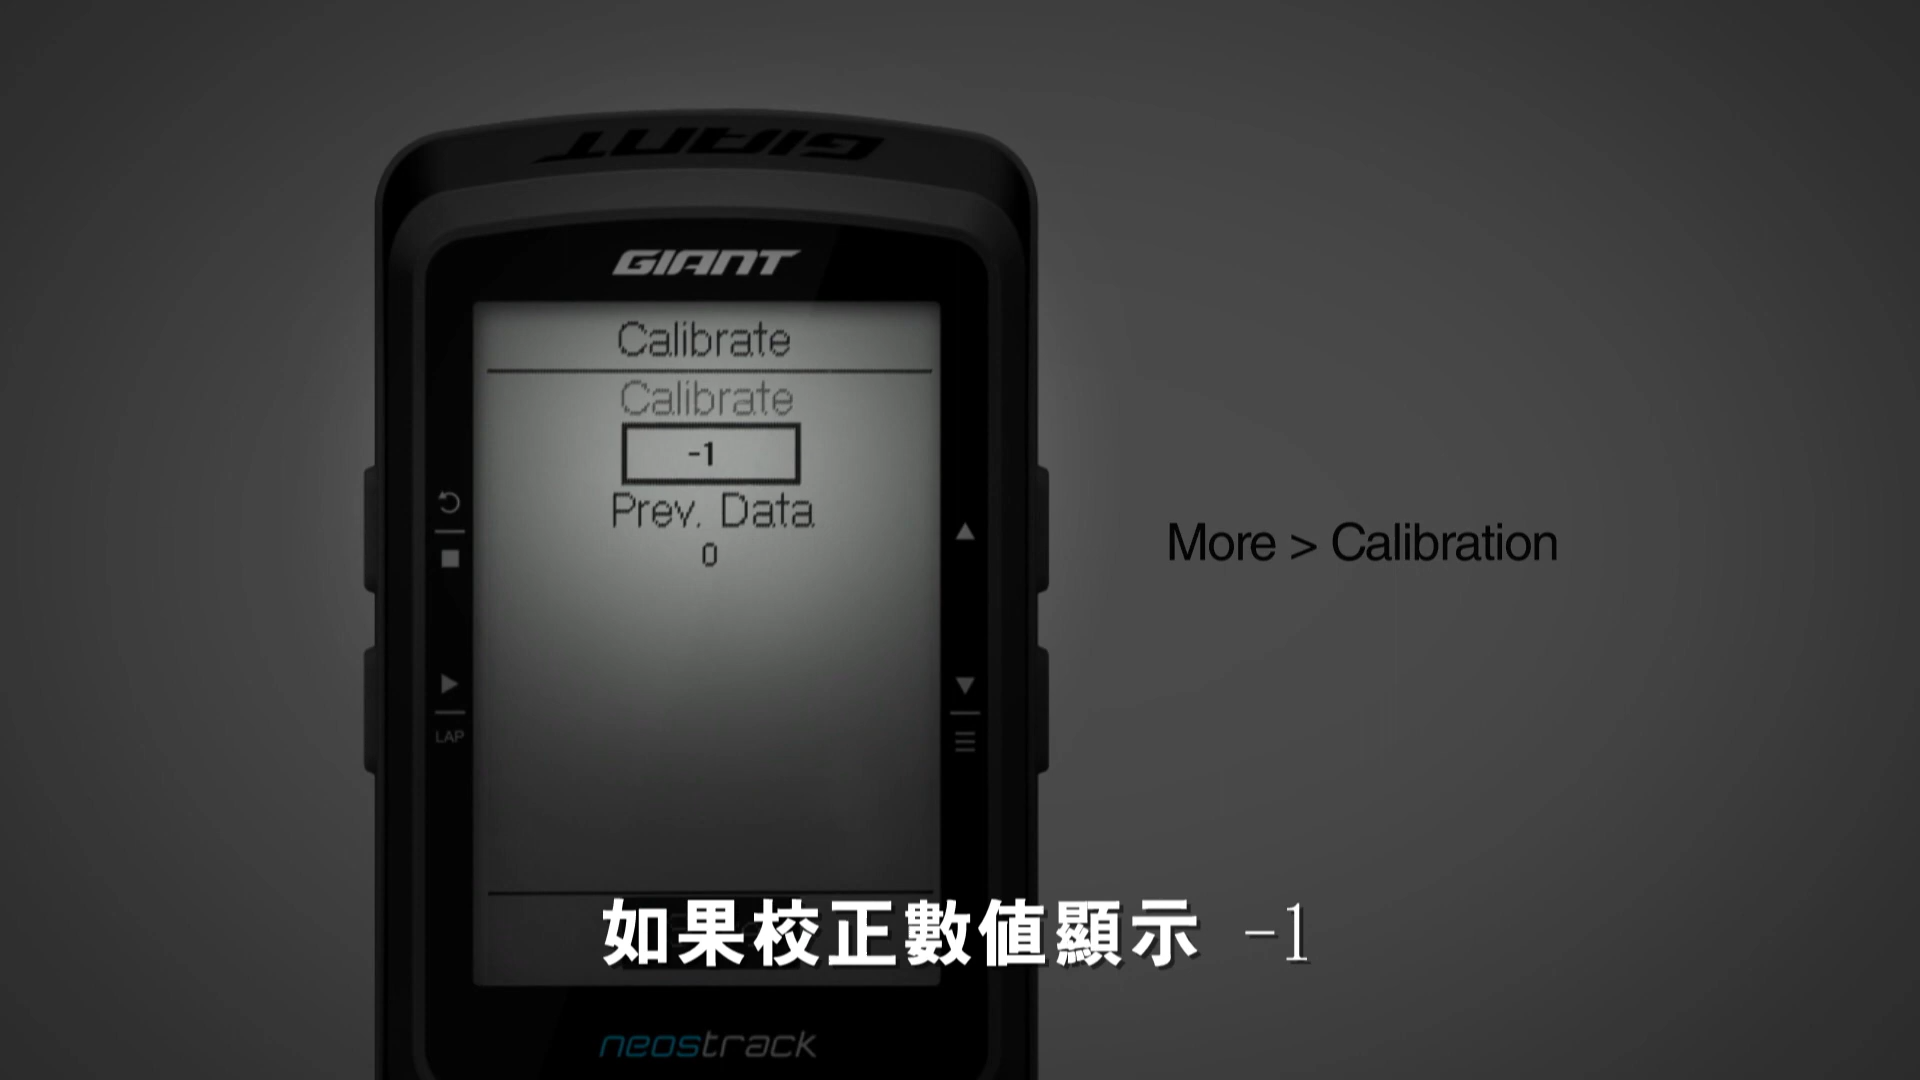 GIANT
GIANT
Calibrate
Calibrate
-1
Prev. Data
0
LAP
More > Calibration
如果校正數值顯示 -1
neostrack